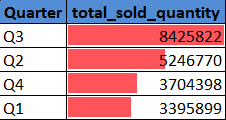 Quarter total_sold_quantity
Q3 8425822
Q2 5246770
Q4 3704398
Q1 3395899